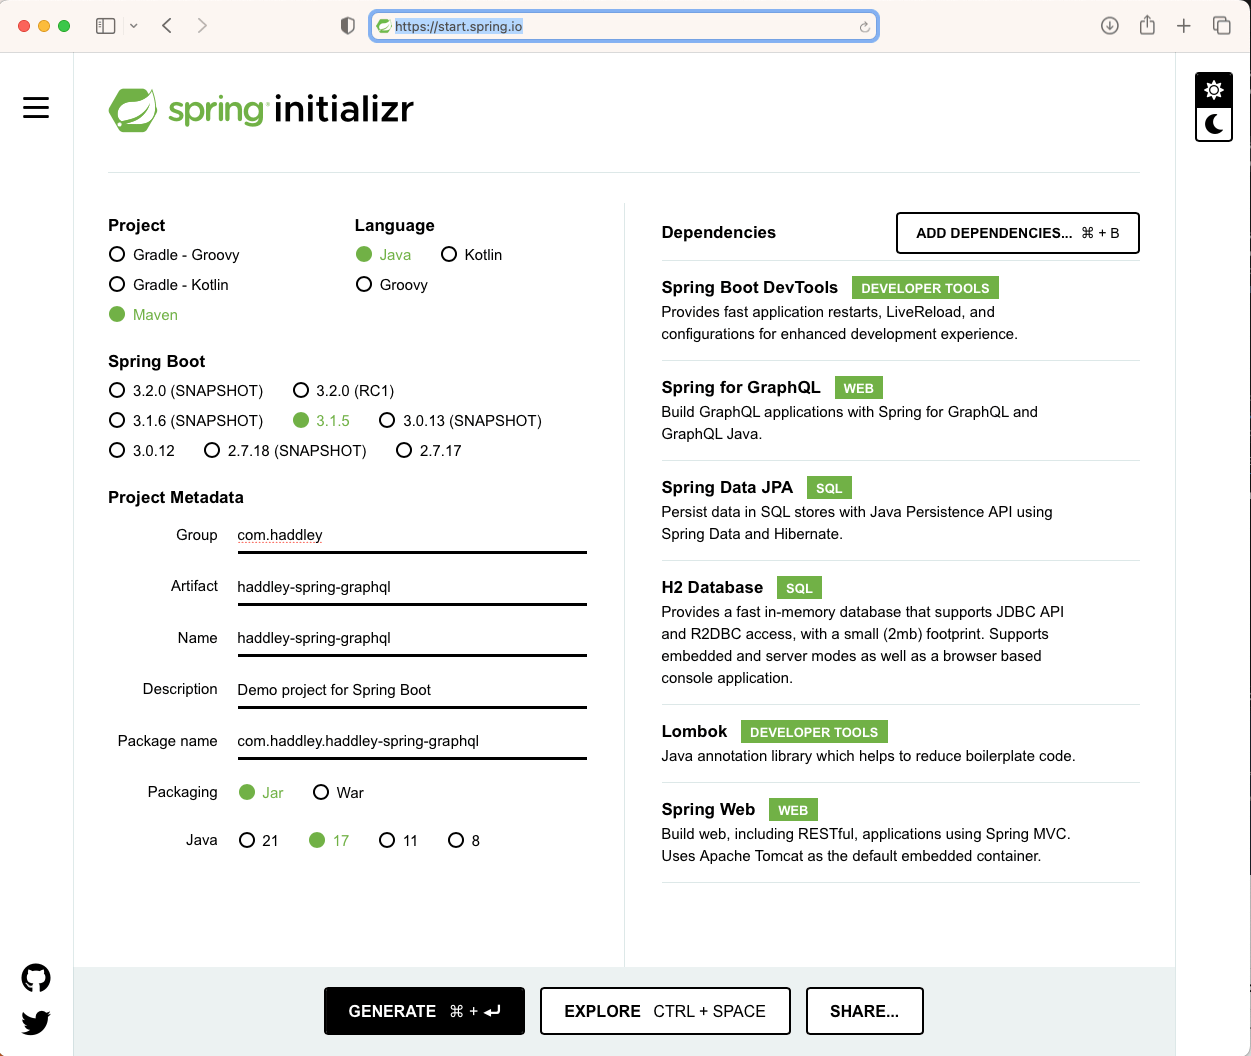 https://start.spring.io
spring initializr
Project
Gradle - Groovy
Gradle - Kotlin
Maven
Language
Java Kotlin
Groovy
Spring Boot
3.2.0 (SNAPSHOT) 3.2.0 (RC1)
3.1.6 (SNAPSHOT) 3.1.5 3.0.13 (SNAPSHOT)
3.0.12 2.7.18 (SNAPSHOT) 2.7.17
Project Metadata
Group com.haddley
Artifact haddley-spring-graphql
Name haddley-spring-graphql
Description Demo project for Spring Boot
Package name com.haddley.haddley-spring-graphql
Packaging Jar War
Java 21 17 11 8
Dependencies ADD DEPENDENCIES... ⌘ + B
Spring Boot DevTools DEVELOPER TOOLS
Provides fast application restarts, LiveReload, and
configurations for enhanced development experience.
Spring for GraphQL WEB
Build GraphQL applications with Spring for GraphQL and
GraphQL Java.
Spring Data JPA SQL
Persist data in SQL stores with Java Persistence API using
Spring Data and Hibernate.
H2 Database SQL
Provides a fast in-memory database that supports JDBC API
and R2DBC access, with a small (2mb) footprint. Supports
embedded and server modes as well as a browser based
console application.
Lombok DEVELOPER TOOLS
Java annotation library which helps to reduce boilerplate code.
Spring Web WEB
Build web, including RESTful, applications using Spring MVC.
Uses Apache Tomcat as the default embedded container.
GENERATE ⌘ + ⏎ EXPLORE CTRL + SPACE SHARE...